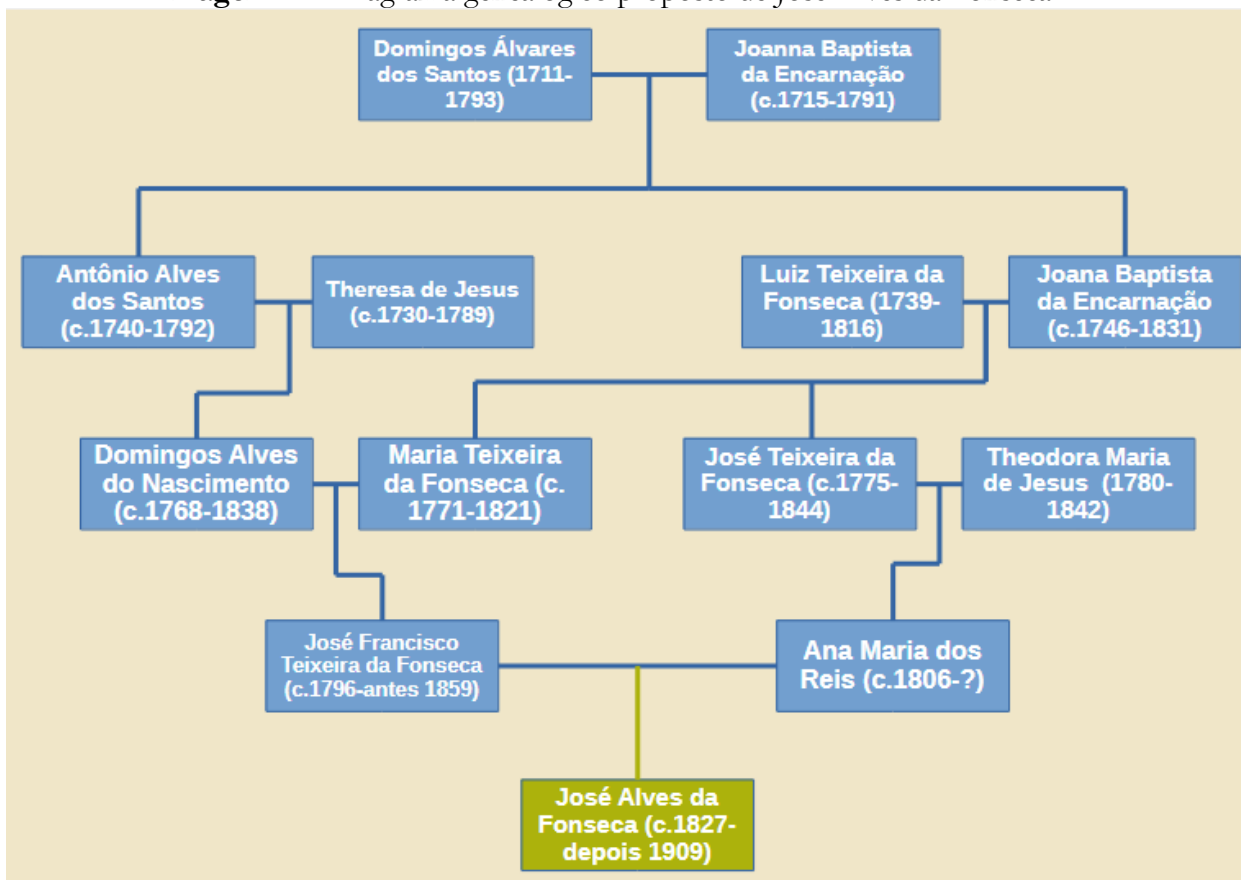 Domingos Álvares
dos Santos (1711-
1793)
Joanna Baptista
da Encarnação
(c.1715-1791)
Antônio Alves
dos Santos
(c.1740-1792)
Theresa de Jesus
(c.1730-1789)
Luiz Teixeira da
Fonseca (1739-
1816)
Joana Baptista
da Encarnação
(c.1746-1831)
Domingos Alves
do Nascimento
(c.1768-1838)
Maria Teixeira
da Fonseca (c.
1771-1821)
José Teixeira da
Fonseca (c.1775-
1844)
Theodora Maria
de Jesus (1780-
1842)
José Francisco
Teixeira da Fonseca
(c.1796-antes 1859)
Ana Maria dos
Reis (c.1806-?)
José Alves da
Fonseca (c.1827-
depois 1909)